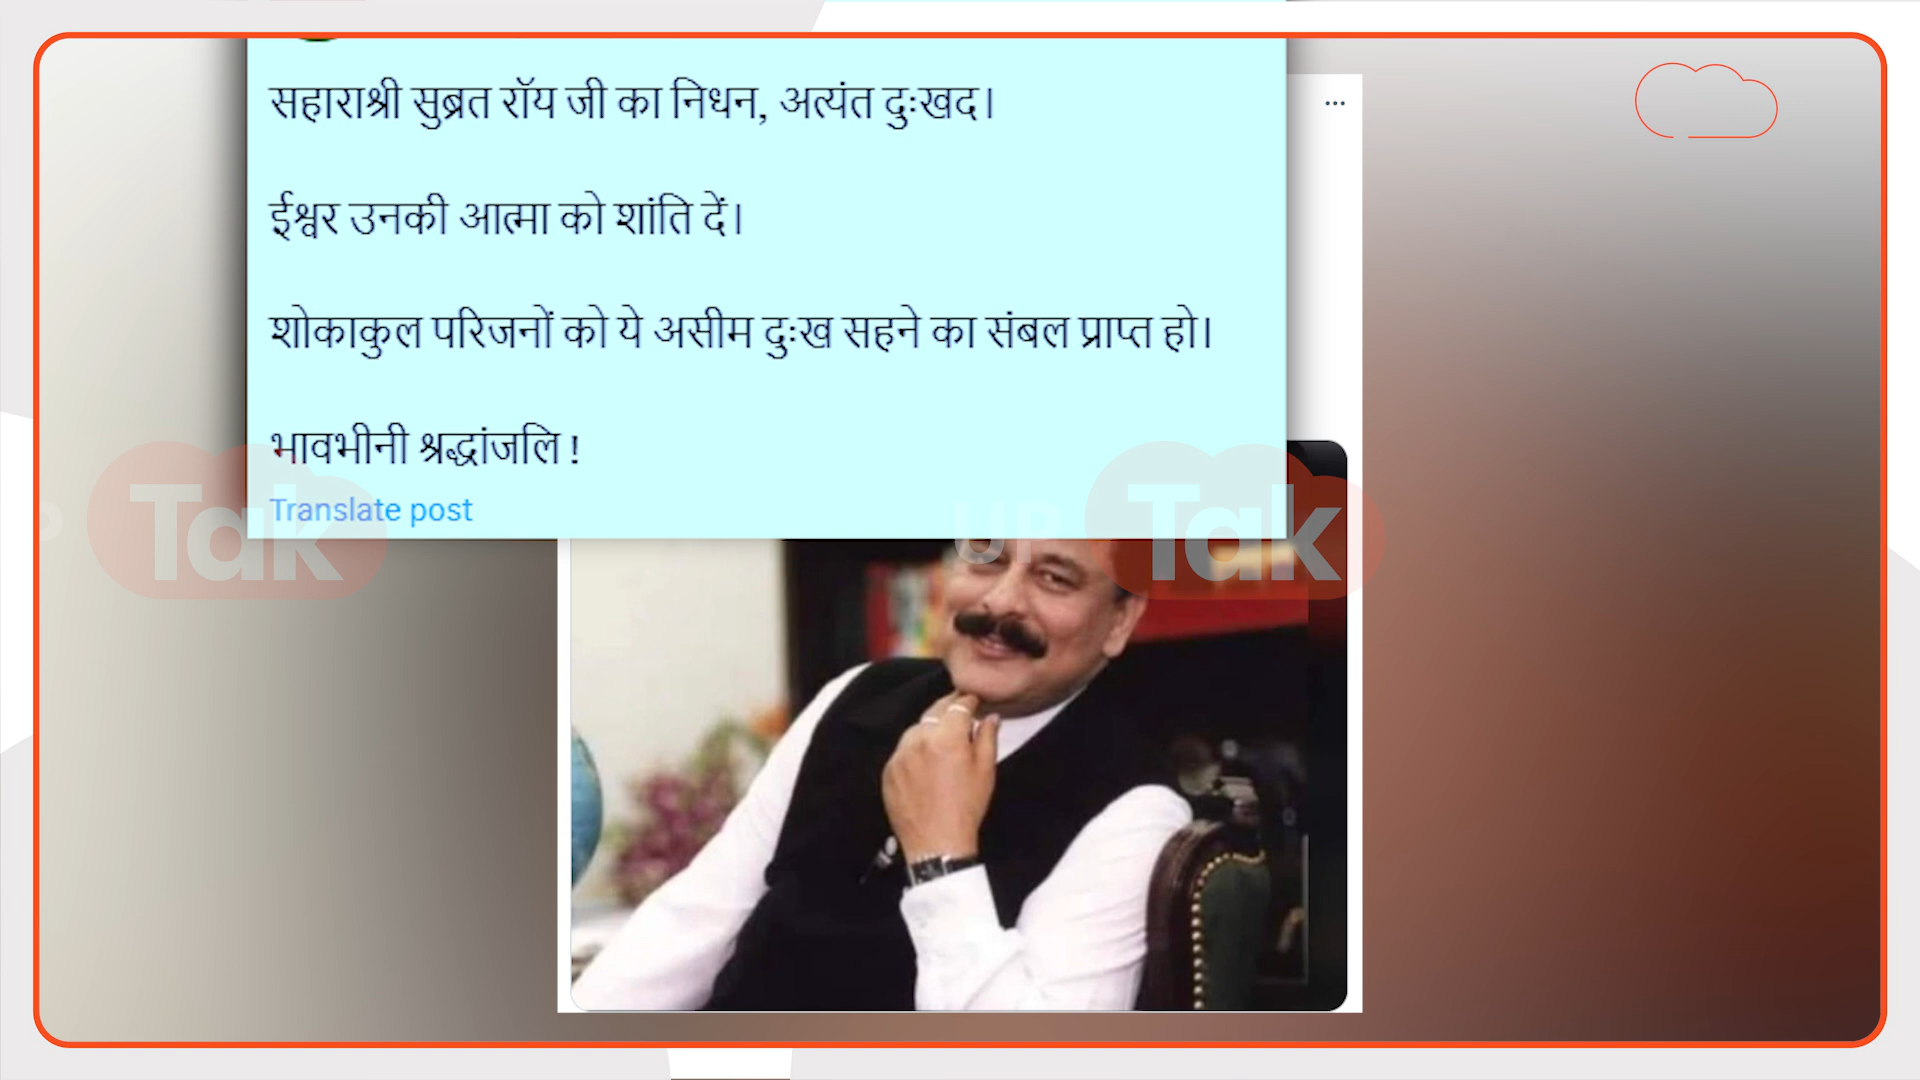 सहाराश्री सुब्रत रॉय जी का निधन, अत्यंत दुःखद।
ईश्वर उनकी आत्मा को शांति दें।
शोकाकुल परिजनों को ये असीम दुःख सहने का संबल प्राप्त हो।
भावभीनी श्रद्धांजलि !
Translate post
Tak
UP Tak